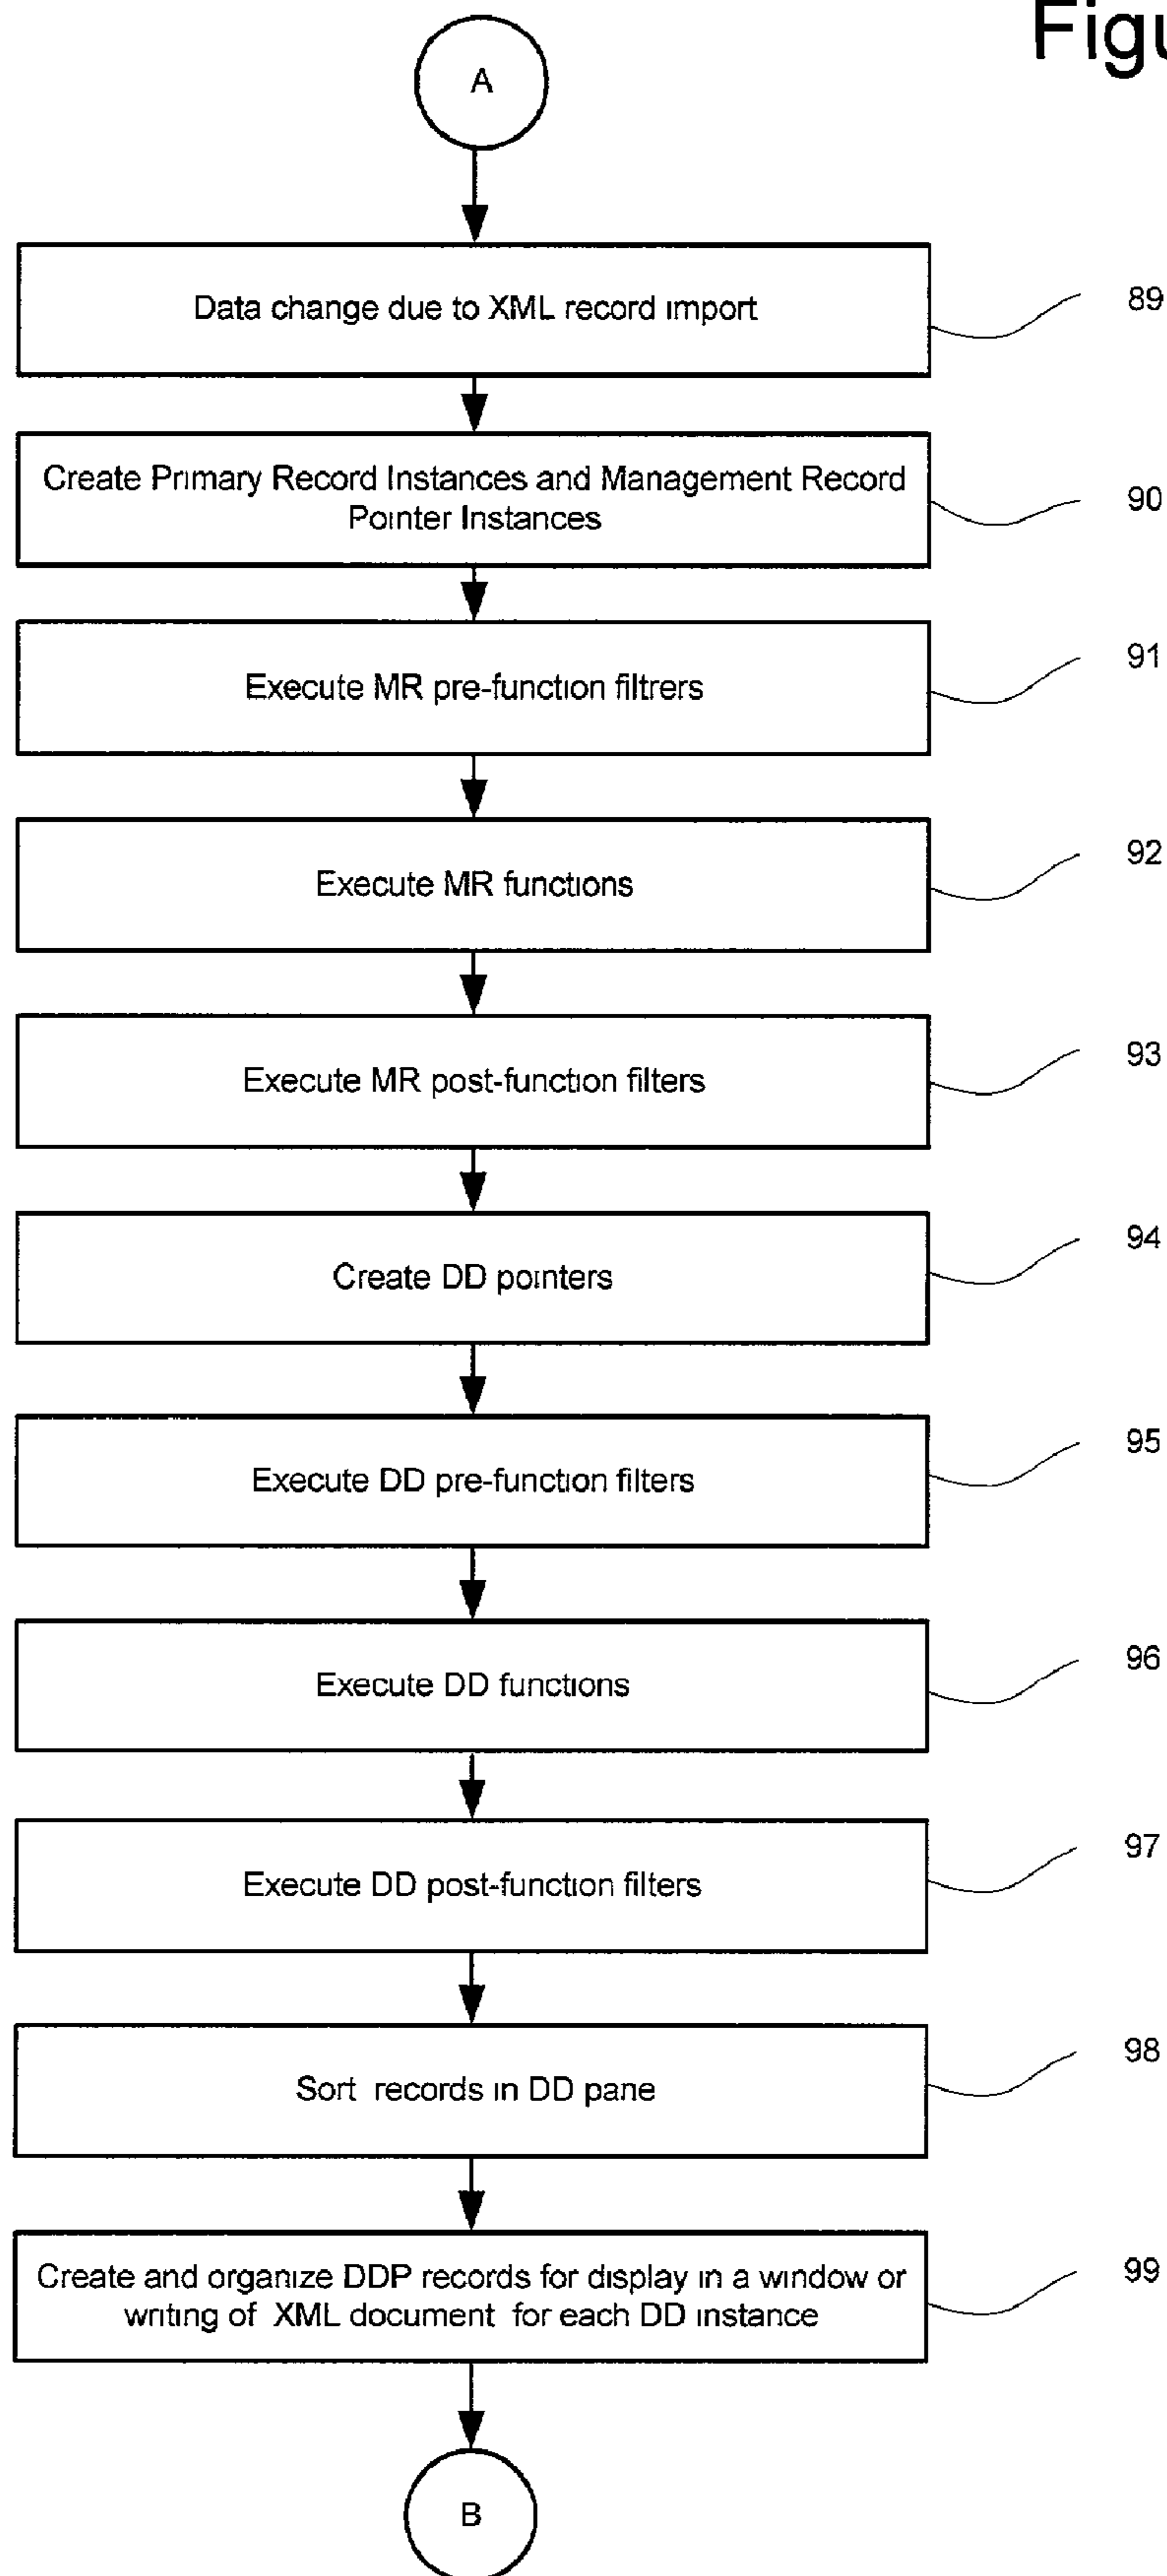 Figu
A
Data change due to XML record import
89
Create Primary Record Instances and Management Record
Pointer Instances
90
Execute MR pre-function filtrers
91
Execute MR functions
92
Execute MR post-function filters
93
Create DD pointers
94
Execute DD pre-function filters
95
Execute DD functions
96
Execute DD post-function filters
97
Sort records in DD pane
98
Create and organize DDP records for display in a window or
writing of XML document for each DD instance
99
B